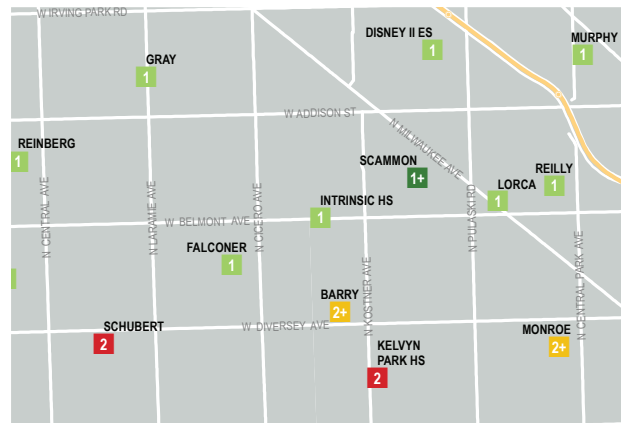 W IRVING PARK RD
DISNEY II ES
1
MURPHY
1
GRAY
1
W ADDISON ST
N MILWAUKEE AVE
REINBERG
1
SCAMMON
1+
REILLY
1
LORCA
1
N CENTRAL AVE
N LARAMIE AVE
N CICERO AVE
INTRINSIC HS
1
N PULASKI RD
W BELMONT AVE
FALCONER
1
N KOSTNER AVE
N CENTRAL PARK AVE
BARRY
2+
SCHUBERT
2
W DIVERSEY AVE
MONROE
2+
KELVYN
PARK HS
2